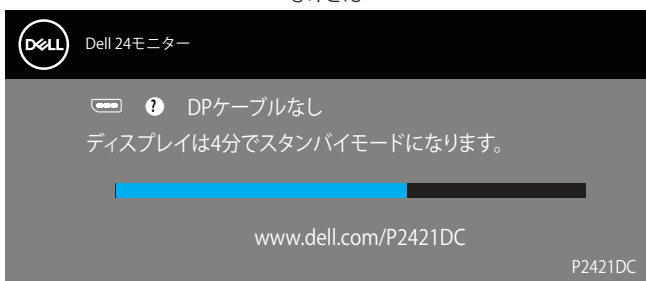 DELL
Dell 24モニター
? DPケーブルなし
ディスプレイは4分でスタンバイモードになります。
www.dell.com/P2421DC
P2421DC